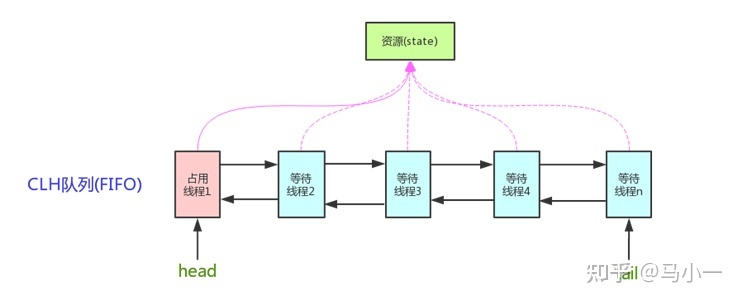 资源(state)
占用
线程1
等待
线程2
等待
线程3
等待
线程4
等待
线程n
CLH队列(FIFO)
head
知乎 @马小一